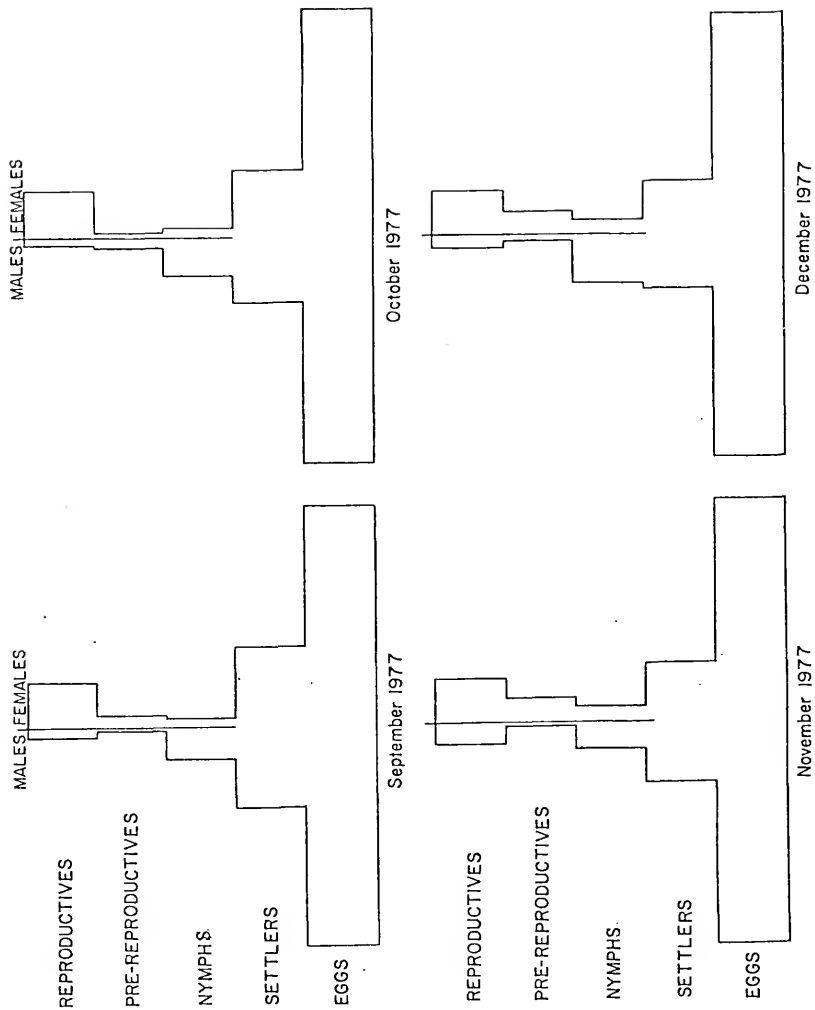 MALES FEMALES
REPRODUCTIVES
PRE-REPRODUCTIVES
NYMPHS
SETTLERS
EGGS
September 1977
MALES FEMALES
October 1977
REPRODUCTIVES
PRE-REPRODUCTIVES
NYMPHS
SETTLERS
EGGS
November 1977
December 1977